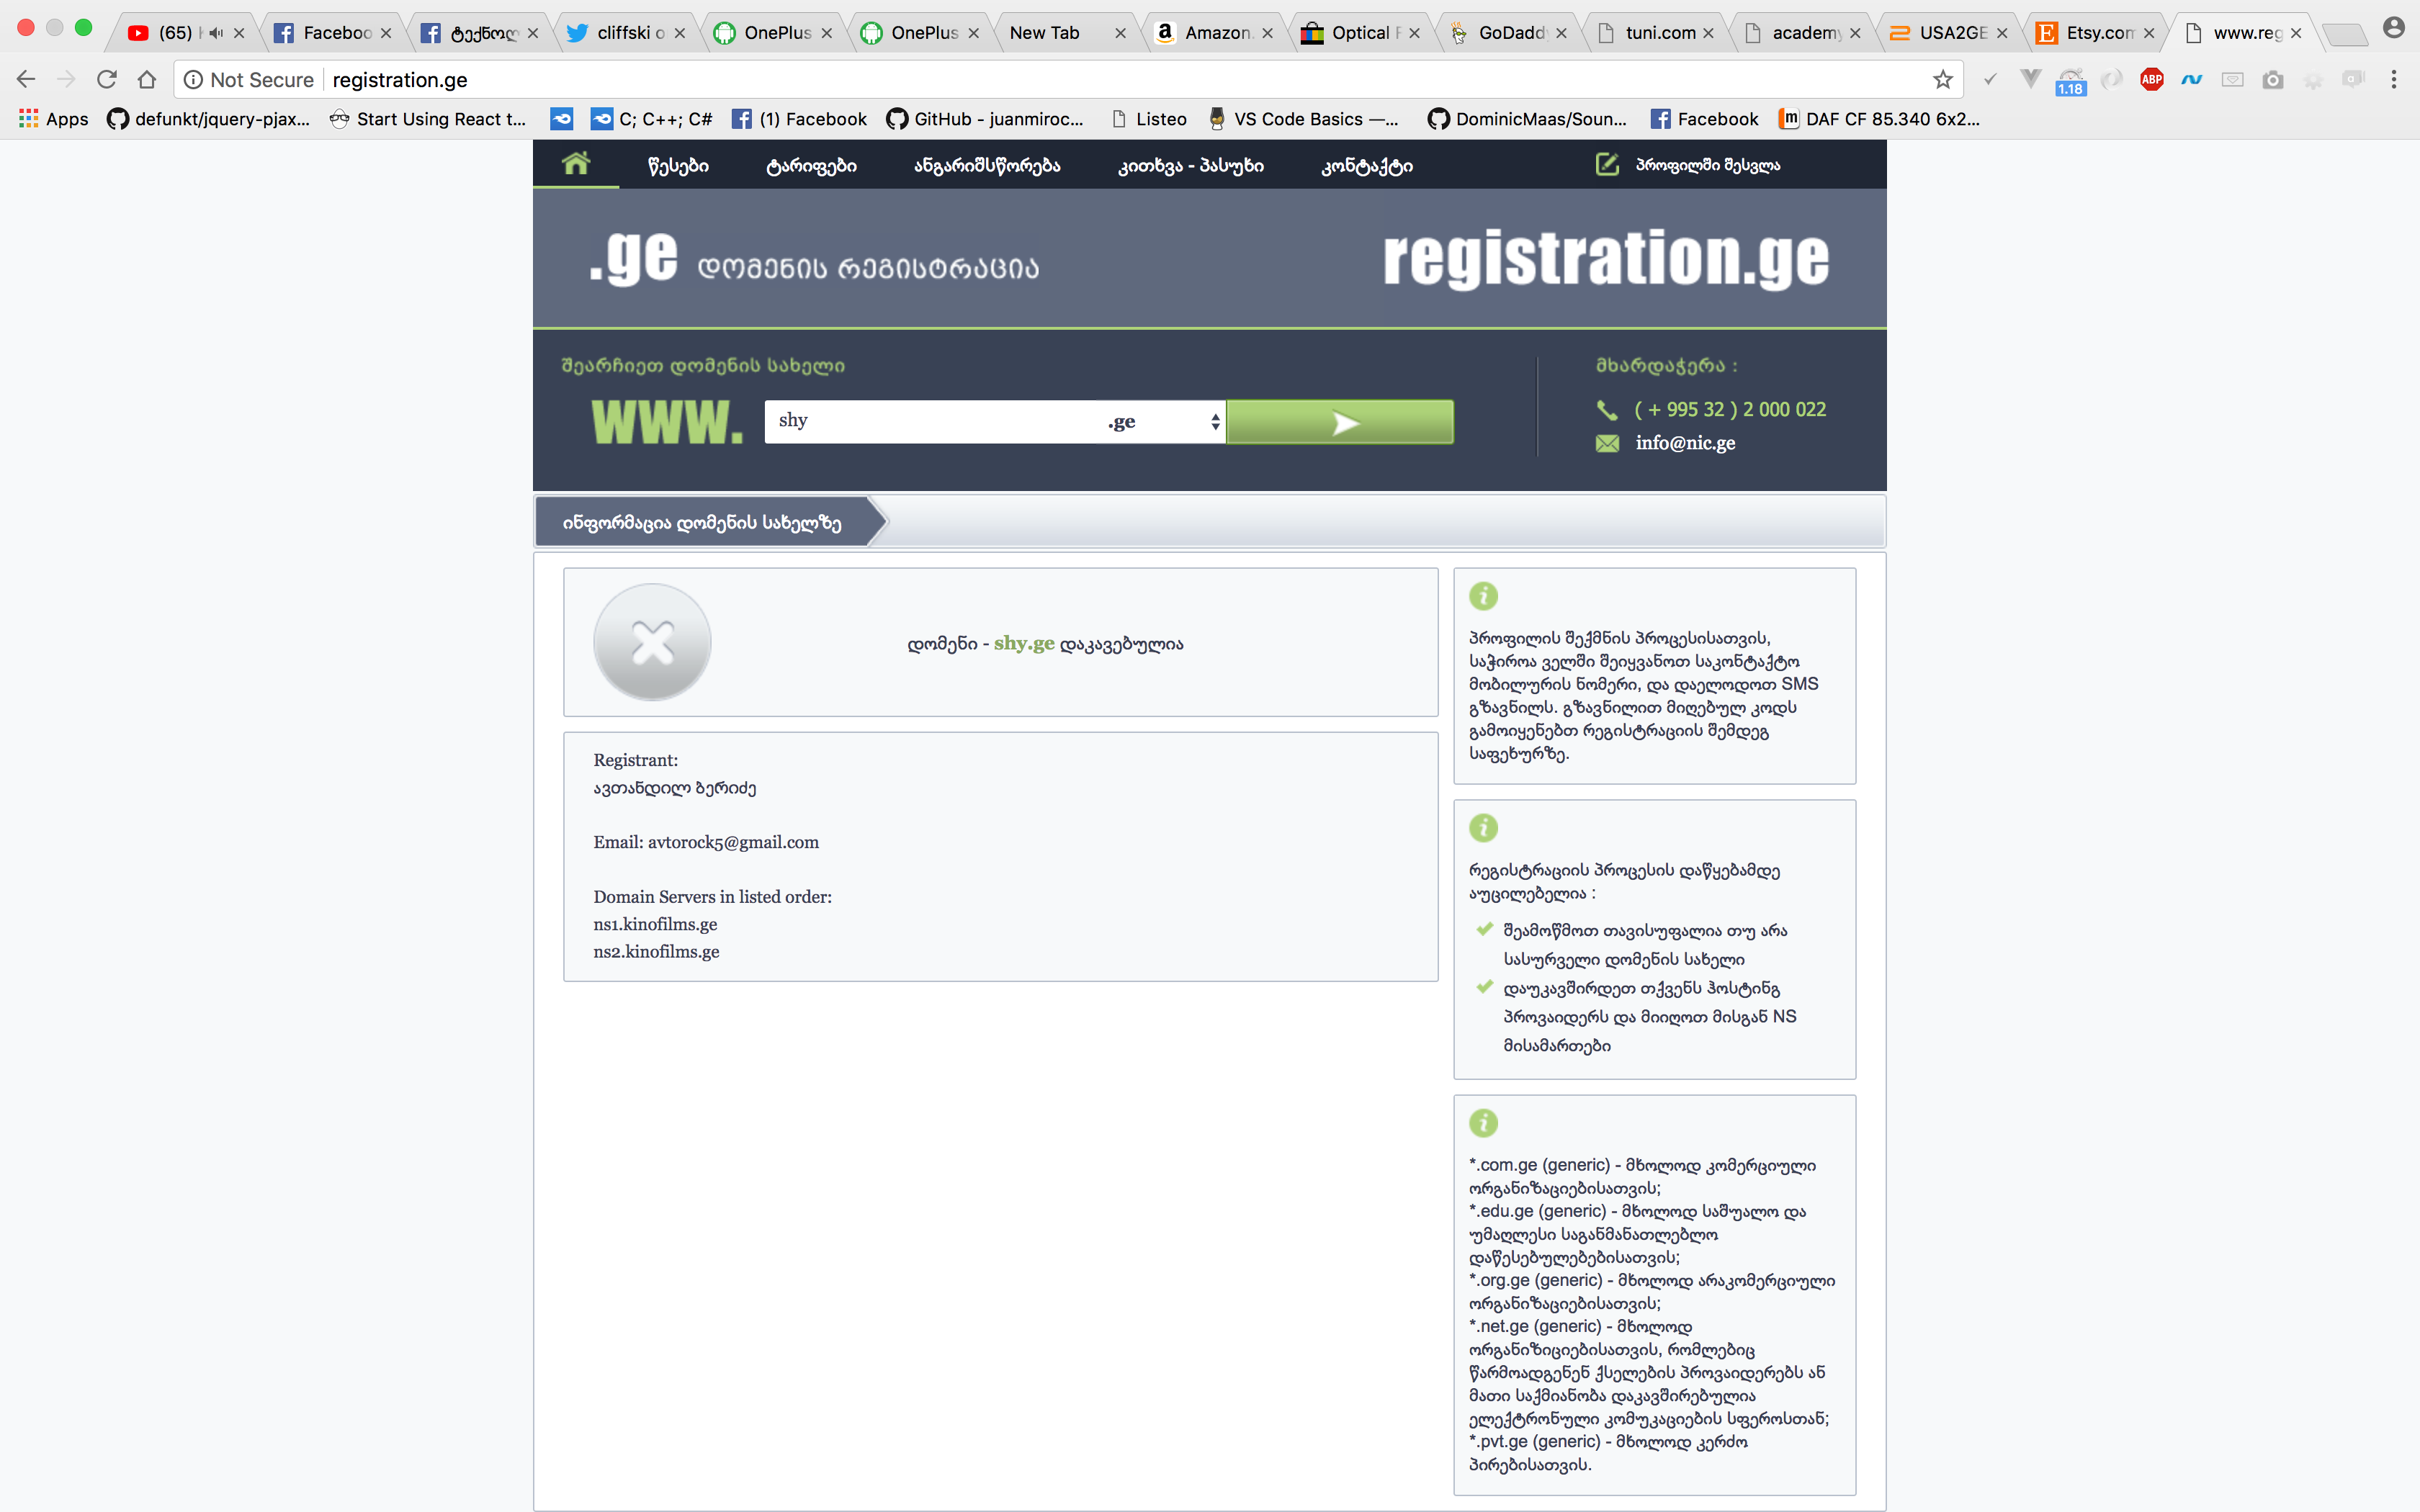 (65)
Faceboo
ტექნოლ
cliffski o
OnePlus
OnePlus
New Tab
Amazon.
Optical F
GoDadd
tuni.com
academy
USA2GE
Etsy.com
www.reg
Not Secure registration.ge
ABP
1.18
Apps
defunkt/jquery-pjax...
Start Using React t...
C; C++; C#
(1) Facebook
GitHub - juanmiroc...
Listeo
VS Code Basics —...
DominicMaas/Soun...
Facebook
DAF CF 85.340 6x2...
წესები
ტარიფები
ანგარიშსწორება
კითხვა - პასუხი
კონტაქტი
პროფილში შესვლა
.ge დომენის რეგისტრაცია
registration.ge
შეარჩიეთ დომენის სახელი
www.
shy
.ge
მხარდაჭერა :
( + 995 32 ) 2 000 022
info@nic.ge
ინფორმაცია დომენის სახელზე
დომენი - shy.ge დაკავებულია
Registrant:
ავთანდილ ბერიძე
Email: avtorock5@gmail.com
Domain Servers in listed order:
ns1.kinofilms.ge
ns2.kinofilms.ge
პროფილის შექმნის პროცესისათვის,
საჭიროა ველში შეიყვანოთ საკონტაქტო
მობილურის ნომერი, და დაელოდოთ SMS
გზავნილს. გზავნილით მიღებულ კოდს
გამოიყენებთ რეგისტრაციის შემდეგ
საფეხურზე.
რეგისტრაციის პროცესის დაწყებამდე
აუცილებელია :
შეამოწმოთ თავისუფალია თუ არა
სასურველი დომენის სახელი
დაუკავშირდეთ თქვენს ჰოსტინგ
პროვაიდერს და მიიღოთ მისგან NS
მისამართები
*.com.ge (generic) - მხოლოდ კომერციული
ორგანიზაციებისათვის;
*.edu.ge (generic) - მხოლოდ საშუალო და
უმაღლესი საგანმანათლებლო
დაწესებულებებისათვის;
*.org.ge (generic) - მხოლოდ არაკომერციული
ორგანიზაციებისათვის;
*.net.ge (generic) - მხოლოდ
ორგანიზიციებისათვის, რომლებიც
წარმოადგენენ ქსელების პროვაიდერებს ან
მათი საქმიანობა დაკავშირებულია
ელექტრონული კომუკაციების სფეროსთან;
*.pvt.ge (generic) - მხოლოდ კერძო
პირებისათვის.